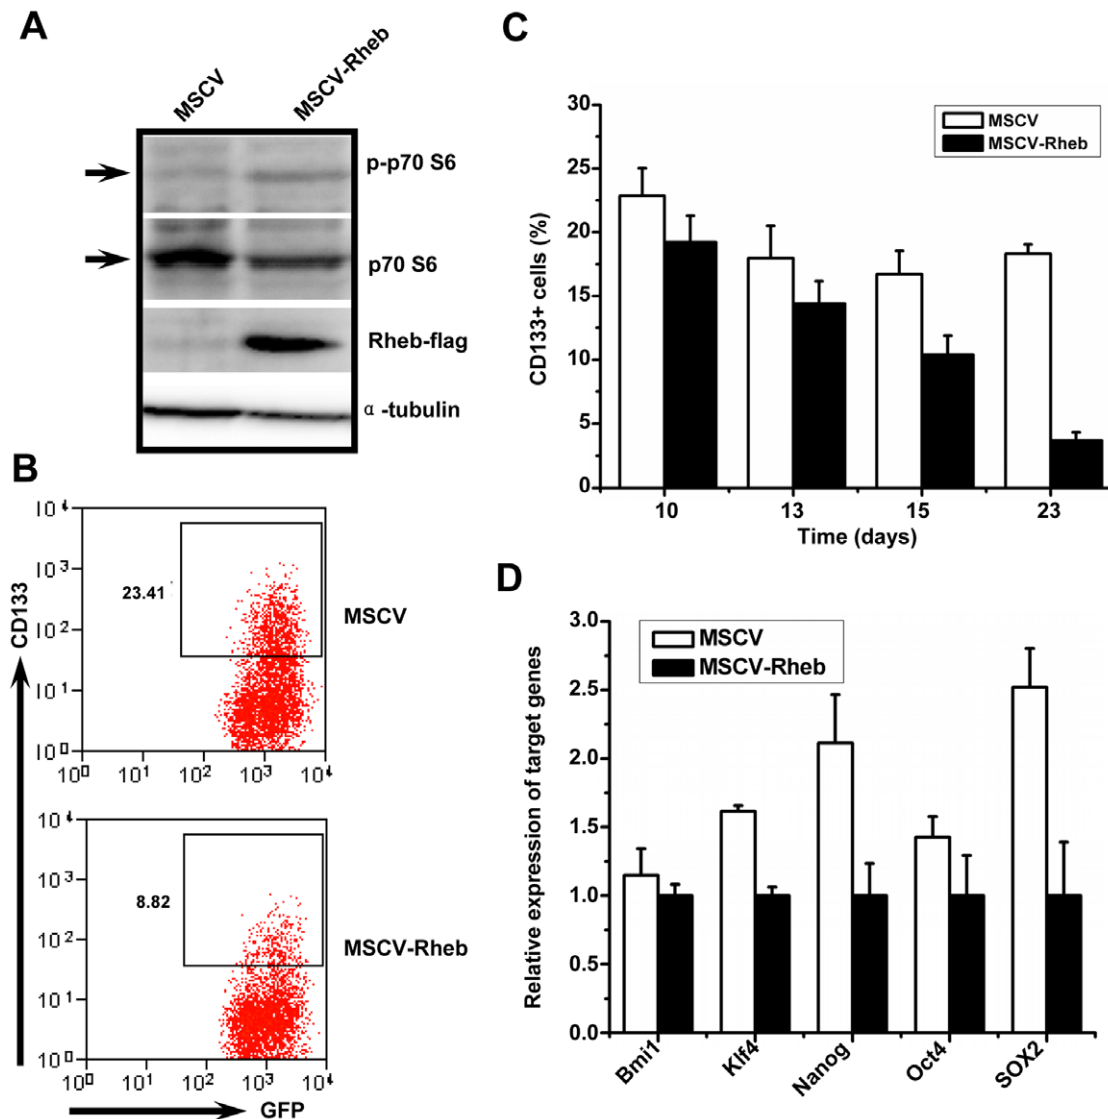 A
MSCV
MSCV-Rheb
p-p70 S6
p70 S6
Rheb-flag
α-tubulin
B
CD133
10⁴
10³
10²
10¹
10⁰
23.41
MSCV
10⁰ 10¹ 10² 10³ 10⁴
10⁴
10³
10²
10¹
10⁰
8.82
MSCV-Rheb
10⁰ 10¹ 10² 10³ 10⁴
GFP
C
CD133+ cells (%)
30
25
20
15
10
5
0
MSCV
MSCV-Rheb
10 13 15 23
Time (days)
D
Relative expression of target genes
3.0
2.5
2.0
1.5
1.0
0.5
0.0
MSCV
MSCV-Rheb
Bmi1
Klf4
Nanog
Oct4
SOX2